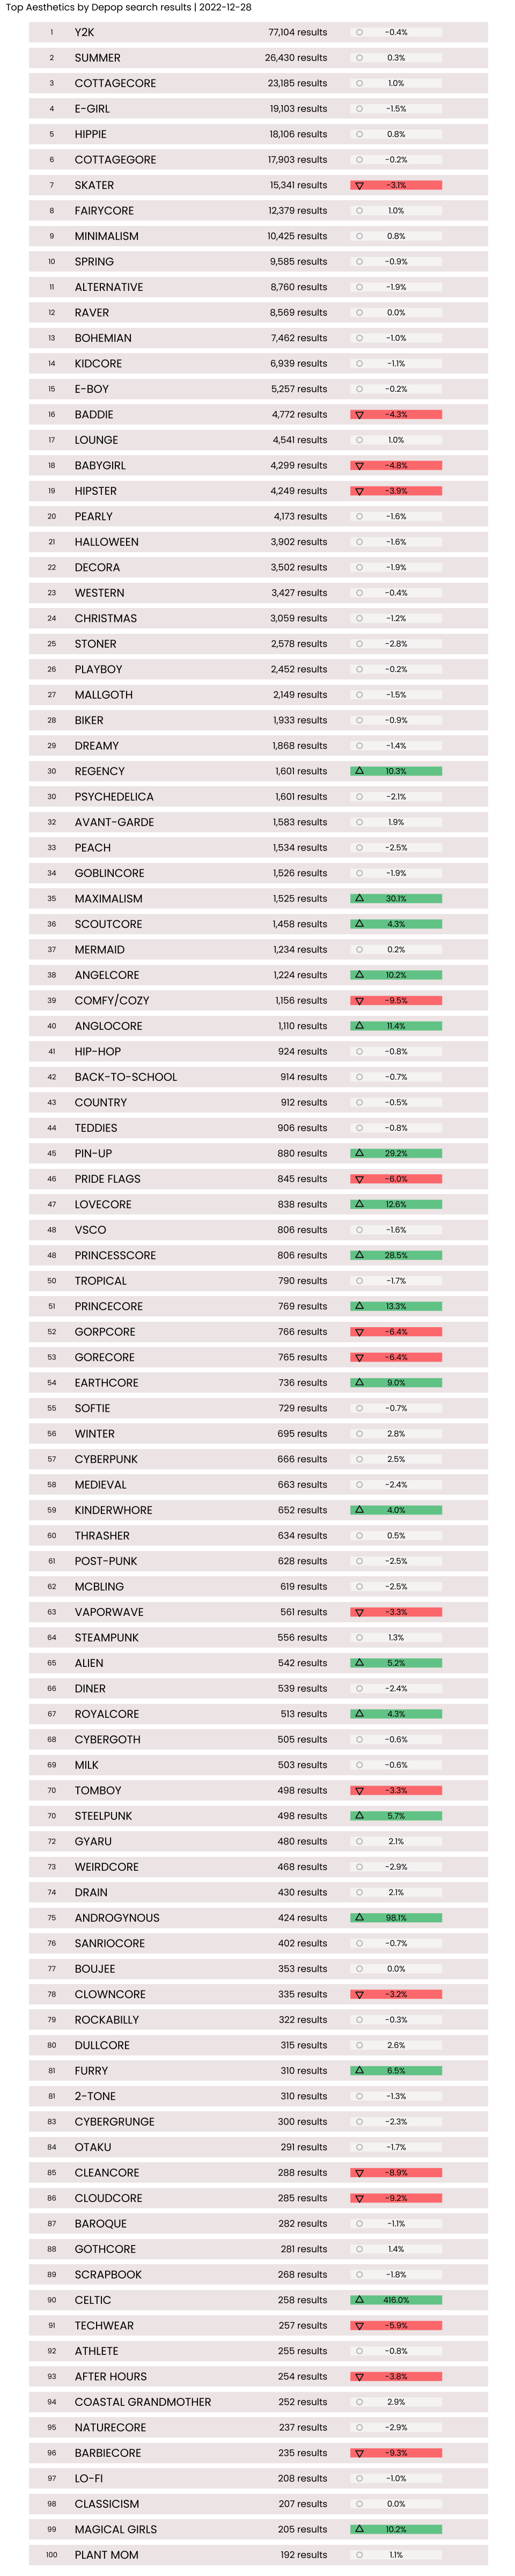 Top Aesthetics by Depop search results | 2022-12-28
1 Y2K 77,104 results -0.4%
2 SUMMER 26,430 results 0.3%
3 COTTAGECORE 23,185 results 1.0%
4 E-GIRL 19,103 results -1.5%
5 HIPPIE 18,106 results 0.8%
6 COTTAGEGORE 17,903 results -0.2%
7 SKATER 15,341 results -3.1%
8 FAIRYCORE 12,379 results 1.0%
9 MINIMALISM 10,425 results 0.8%
10 SPRING 9,585 results -0.9%
11 ALTERNATIVE 8,760 results -1.9%
12 RAVER 8,569 results 0.0%
13 BOHEMIAN 7,462 results -1.0%
14 KIDCORE 6,939 results -1.1%
15 E-BOY 5,257 results -0.2%
16 BADDIE 4,772 results -4.3%
17 LOUNGE 4,541 results 1.0%
18 BABYGIRL 4,299 results -4.8%
19 HIPSTER 4,249 results -3.9%
20 PEARLY 4,173 results -1.6%
21 HALLOWEEN 3,902 results -1.6%
22 DECORA 3,502 results -1.9%
23 WESTERN 3,427 results -0.4%
24 CHRISTMAS 3,059 results -1.2%
25 STONER 2,578 results -2.8%
26 PLAYBOY 2,452 results -0.2%
27 MALLGOTH 2,149 results -1.5%
28 BIKER 1,933 results -0.9%
29 DREAMY 1,868 results -1.4%
30 REGENCY 1,601 results 10.3%
30 PSYCHEDELICA 1,601 results -2.1%
32 AVANT-GARDE 1,583 results 1.9%
33 PEACH 1,534 results -2.5%
34 GOBLINCORE 1,526 results -1.9%
35 MAXIMALISM 1,525 results 30.1%
36 SCOUTCORE 1,458 results 4.3%
37 MERMAID 1,234 results 0.2%
38 ANGELCORE 1,224 results 10.2%
39 COMFY/COZY 1,156 results -9.5%
40 ANGLOCORE 1,110 results 11.4%
41 HIP-HOP 924 results -0.8%
42 BACK-TO-SCHOOL 914 results -0.7%
43 COUNTRY 912 results -0.5%
44 TEDDIES 906 results -0.8%
45 PIN-UP 880 results 29.2%
46 PRIDE FLAGS 845 results -6.0%
47 LOVECORE 838 results 12.6%
48 VSCO 806 results -1.6%
48 PRINCESSCORE 806 results 28.5%
50 TROPICAL 790 results -1.7%
51 PRINCECORE 769 results 13.3%
52 GORPCORE 766 results -6.4%
53 GORECORE 765 results -6.4%
54 EARTHCORE 736 results 9.0%
55 SOFTIE 729 results -0.7%
56 WINTER 695 results 2.8%
57 CYBERPUNK 666 results 2.5%
58 MEDIEVAL 663 results -2.4%
59 KINDERWHORE 652 results 4.0%
60 THRASHER 634 results 0.5%
61 POST-PUNK 628 results -2.5%
62 MCBLING 619 results -2.5%
63 VAPORWAVE 561 results -3.3%
64 STEAMPUNK 556 results 1.3%
65 ALIEN 542 results 5.2%
66 DINER 539 results -2.4%
67 ROYALCORE 513 results 4.3%
68 CYBERGOTH 505 results -0.6%
69 MILK 503 results -0.6%
70 TOMBOY 498 results -3.3%
70 STEELPUNK 498 results 5.7%
72 GYARU 480 results 2.1%
73 WEIRDCORE 468 results -2.9%
74 DRAIN 430 results 2.1%
75 ANDROGYNOUS 424 results 98.1%
76 SANRIOCORE 402 results -0.7%
77 BOUJEE 353 results 0.0%
78 CLOWNCORE 335 results -3.2%
79 ROCKABILLY 322 results -0.3%
80 DULLCORE 315 results 2.6%
81 FURRY 310 results 6.5%
81 2-TONE 310 results -1.3%
83 CYBERGRUNGE 300 results -2.3%
84 OTAKU 291 results -1.7%
85 CLEANCORE 288 results -8.9%
86 CLOUDCORE 285 results -9.2%
87 BAROQUE 282 results -1.1%
88 GOTHCORE 281 results 1.4%
89 SCRAPBOOK 268 results -1.8%
90 CELTIC 258 results 416.0%
91 TECHWEAR 257 results -5.9%
92 ATHLETE 255 results -0.8%
93 AFTER HOURS 254 results -3.8%
94 COASTAL GRANDMOTHER 252 results 2.9%
95 NATURECORE 237 results -2.9%
96 BARBIECORE 235 results -9.3%
97 LO-FI 208 results -1.0%
98 CLASSICISM 207 results 0.0%
99 MAGICAL GIRLS 205 results 10.2%
100 PLANT MOM 192 results 1.1%